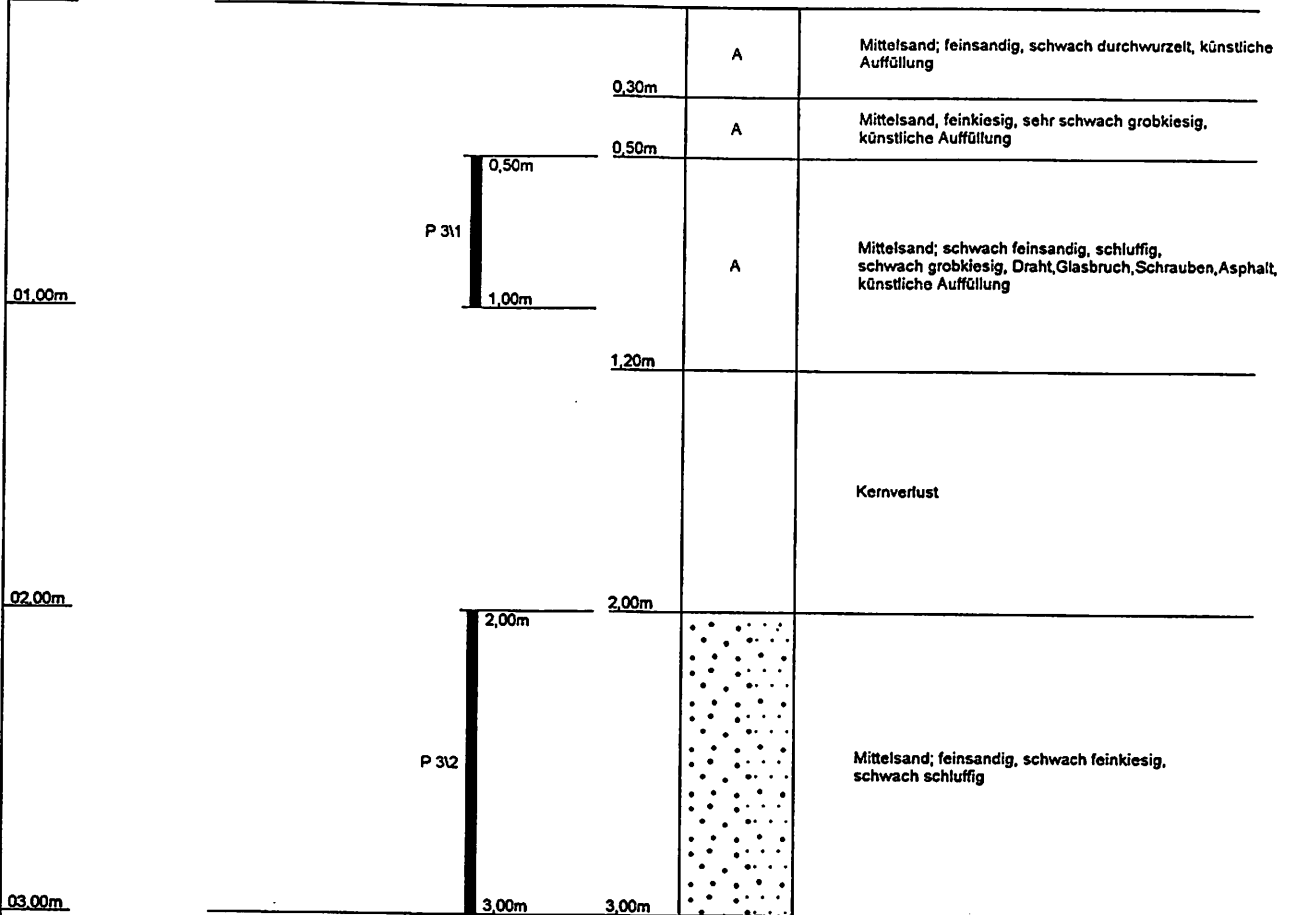 A
Mittelsand; feinsandig, schwach durchwurzelt, künstliche
Auffüllung
0,30m
A
Mittelsand, feinkiesig, sehr schwach grobkiesig,
künstliche Auffüllung
0,50m
0,50m
P 3\1
A
Mittelsand; schwach feinsandig, schluffig,
schwach grobkiesig, Draht,Glasbruch,Schrauben,Asphalt,
künstliche Auffüllung
01,00m
1,00m
1,20m
Kernverlust
02,00m
2,00m
2,00m
P 3\2
Mittelsand; feinsandig, schwach feinkiesig,
schwach schluffig
03,00m
3,00m
3,00m